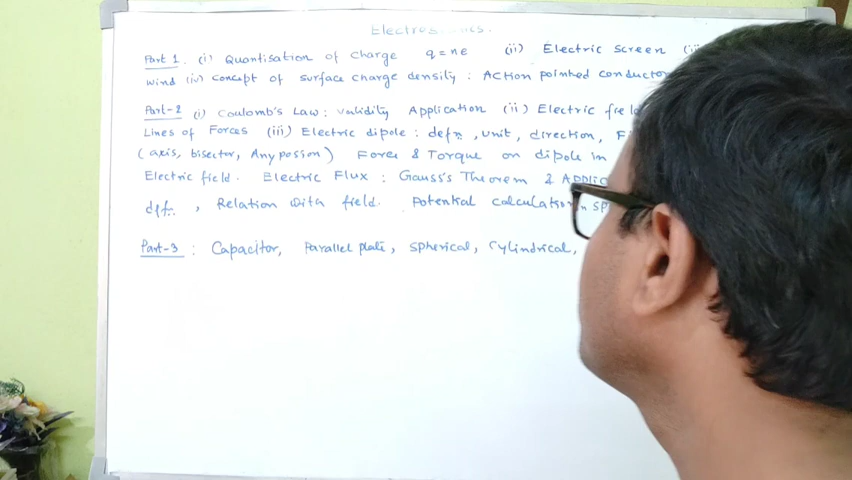 Electrostatics.
Part 1. (i) Quantisation of charge q = ne (ii) Electric screen
wind (iv) concept of surface charge density : Action pointed conductor
Part-2 (i) Coulomb's Law : validity Application (ii) Electric
Lines of Forces (iii) Electric dipole : defn, unit, direction,
(axis, bisector, Any posion) Force & Torque on dipole in
Electric field. Electric Flux : Gauss's Theorem &
dft. , Relation With field. Potential calculation
Part-3 : Capacitor, Parallel plate, spherical, cylindrical,